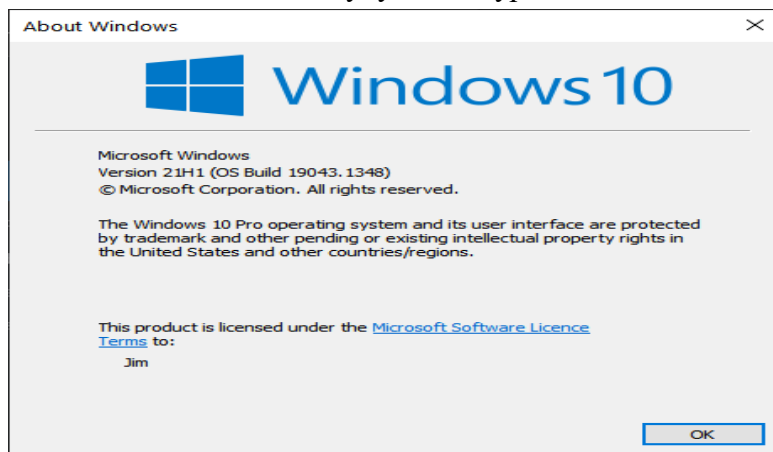 About Windows
Windows 10
Microsoft Windows
Version 21H1 (OS Build 19043.1348)
© Microsoft Corporation. All rights reserved.
The Windows 10 Pro operating system and its user interface are protected
by trademark and other pending or existing intellectual property rights in
the United States and other countries/regions.
This product is licensed under the Microsoft Software Licence
Terms to:
Jim
OK